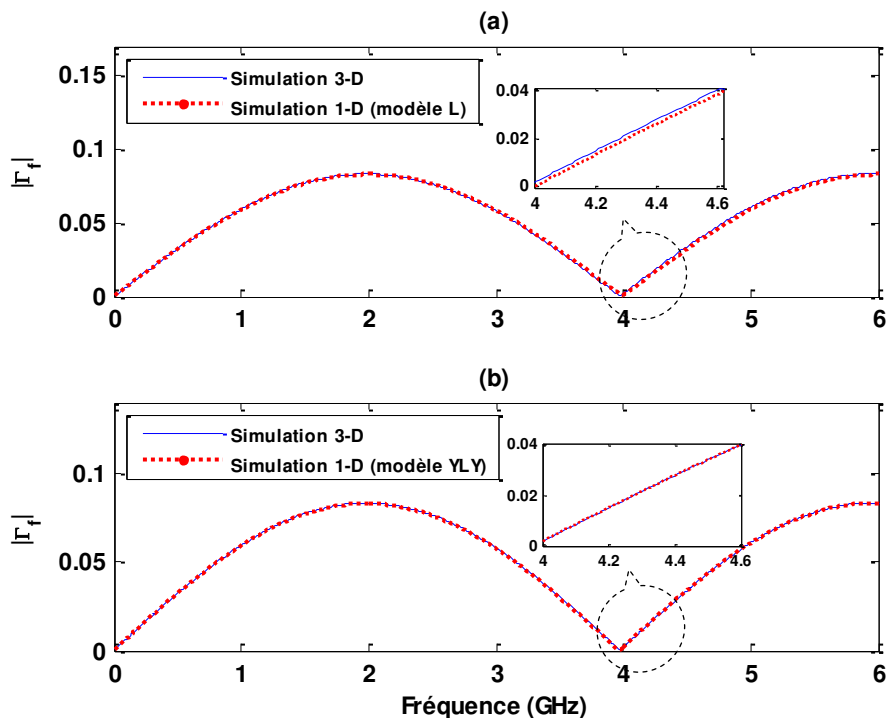 (a)
0.15
0.1
0.05
0
|Γf|
Simulation 3-D
Simulation 1-D (modèle L)
0.04
0.02
0
4 4.2 4.4 4.6
0 1 2 3 4 5 6
(b)
0.1
0.05
0
|Γf|
Simulation 3-D
Simulation 1-D (modèle YLY)
0.04
0.02
0
4 4.2 4.4 4.6
0 1 2 3 4 5 6
Fréquence (GHz)